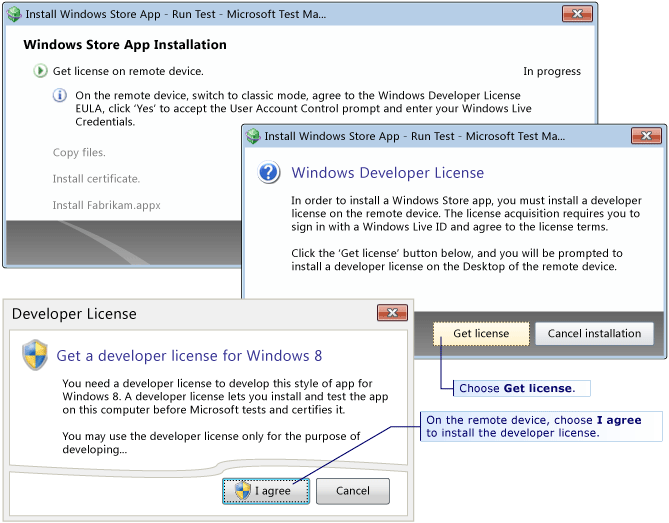 Install Windows Store App - Run Test - Microsoft Test Ma...
Windows Store App Installation
Get license on remote device.
In progress
On the remote device, switch to classic mode, agree to the Windows Developer License
EULA, click 'Yes' to accept the User Account Control prompt and enter your Windows Live
Credentials.
Copy files.
Install certificate.
Install Fabrikam.appx
Install Windows Store App - Run Test - Microsoft Test Ma...
Windows Developer License
In order to install a Windows Store app, you must install a developer
license on the remote device. The license acquisition requires you to
sign in with a Windows Live ID and agree to the license terms.
Click the 'Get license' button below, and you will be prompted to
install a developer license on the Desktop of the remote device.
Get license
Cancel installation
Choose Get license.
Developer License
Get a developer license for Windows 8
You need a developer license to develop this style of app for
Windows 8. A developer license lets you install and test the app
on this computer before Microsoft tests and certifies it.
You may use the developer license only for the purpose of
developing...
I agree
Cancel
On the remote device, choose I agree
to install the developer license.